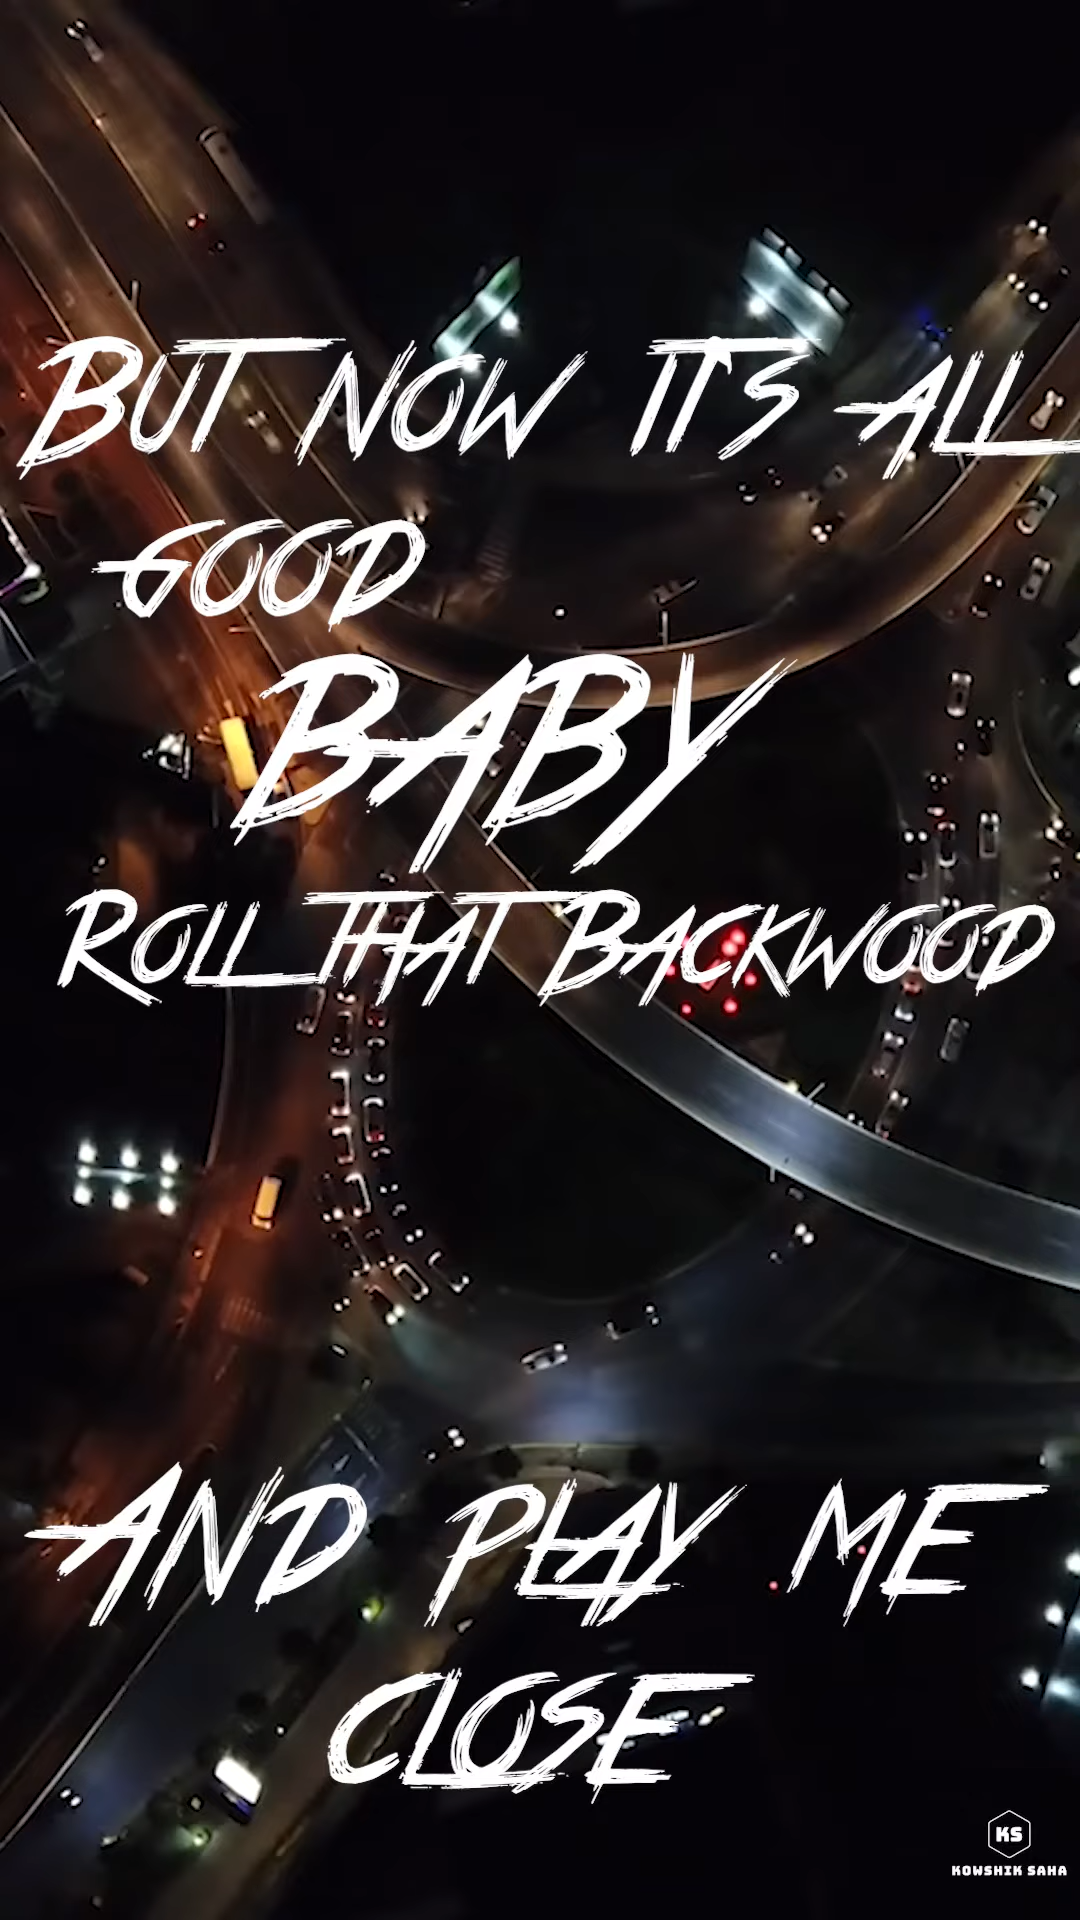 But now it's all
good
Baby
Roll that Backwood
And play me
close
KS
KOWSHIK SAHA